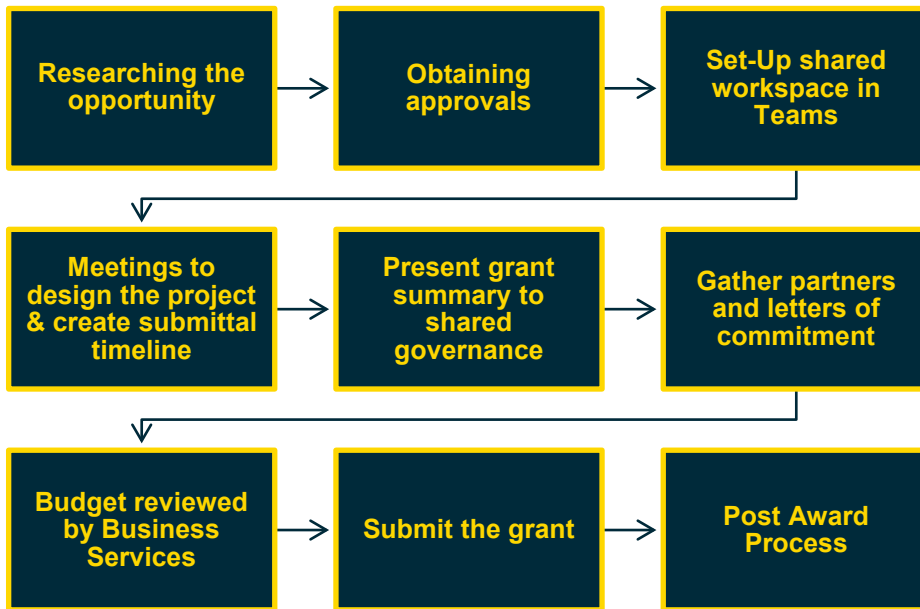 Researching the
opportunity
Obtaining
approvals
Set-Up shared
workspace in
Teams
Meetings to
design the project
& create submittal
timeline
Present grant
summary to
shared
governance
Gather partners
and letters of
commitment
Budget reviewed
by Business
Services
Submit the grant
Post Award
Process